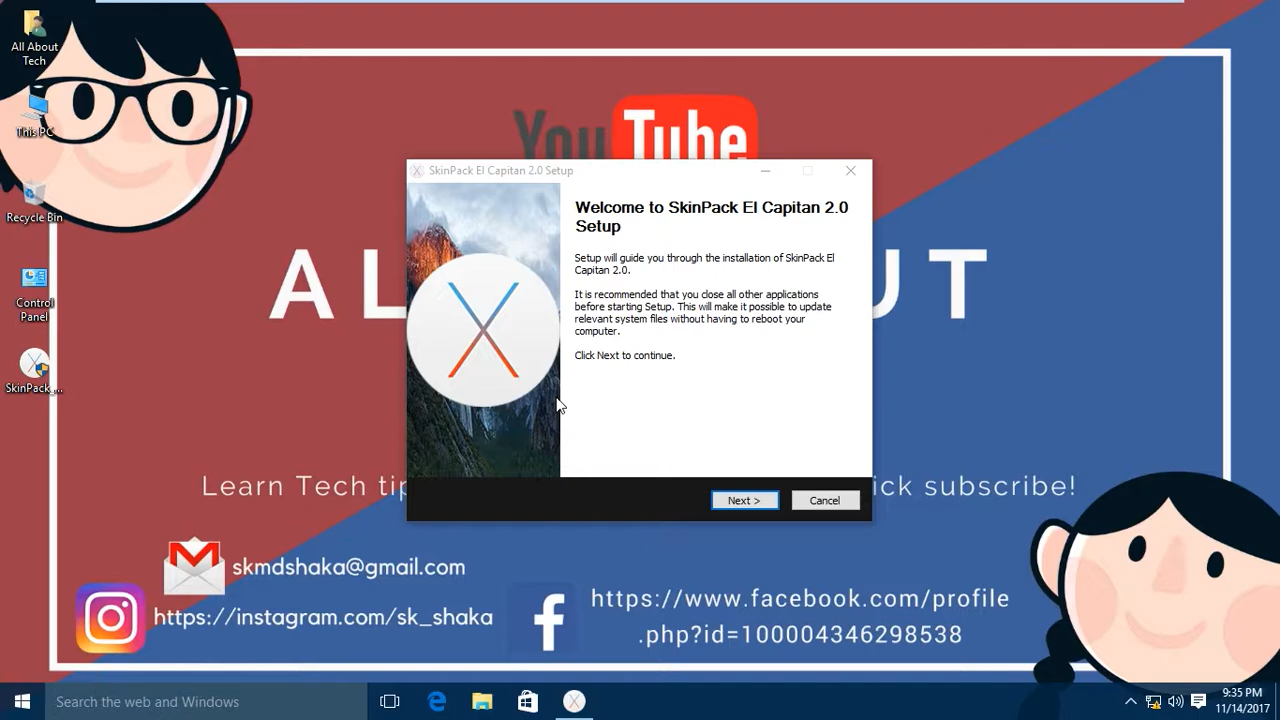 All About
Tech
This PC
Recycle Bin
Control
Panel
SkinPack_...
You Tube
SkinPack El Capitan 2.0 Setup
Welcome to SkinPack El Capitan 2.0
Setup
Setup will guide you through the installation of SkinPack El
Capitan 2.0.
It is recommended that you close all other applications
before starting Setup. This will make it possible to update
relevant system files without having to reboot your
computer.
Click Next to continue.
Next >
Cancel
A L U T
Learn Tech tip ick subscribe!
skmdshaka@gmail.com
https://instagram.com/sk_shaka
https://www.facebook.com/profile
.php?id=100004346298538
Search the web and Windows
9:35 PM
11/14/2017